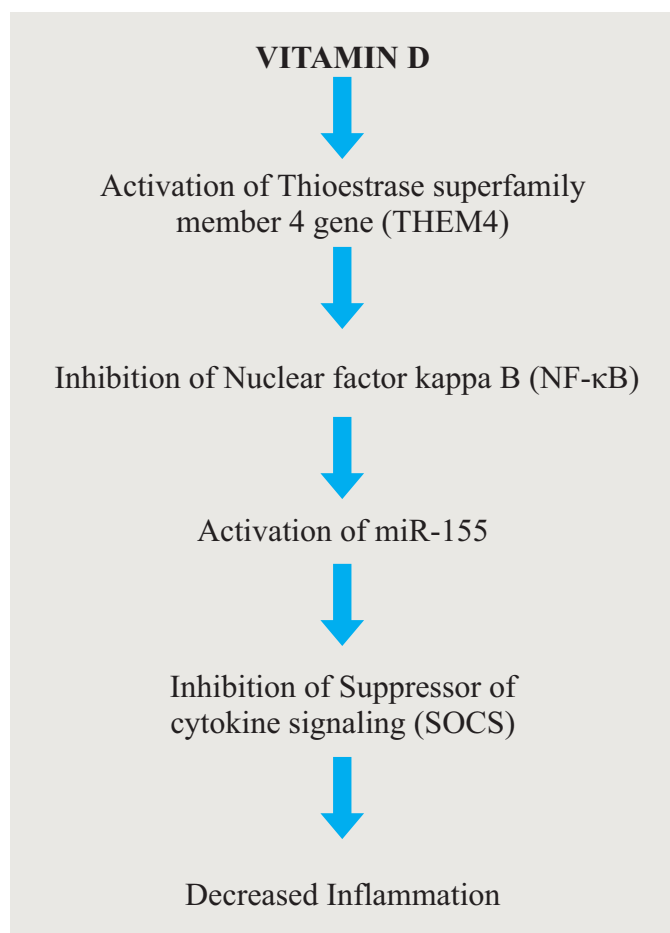 VITAMIN D
Activation of Thioestrase superfamily
member 4 gene (THEM4)
Inhibition of Nuclear factor kappa B (NF-κB)
Activation of miR-155
Inhibition of Suppressor of
cytokine signaling (SOCS)
Decreased Inflammation